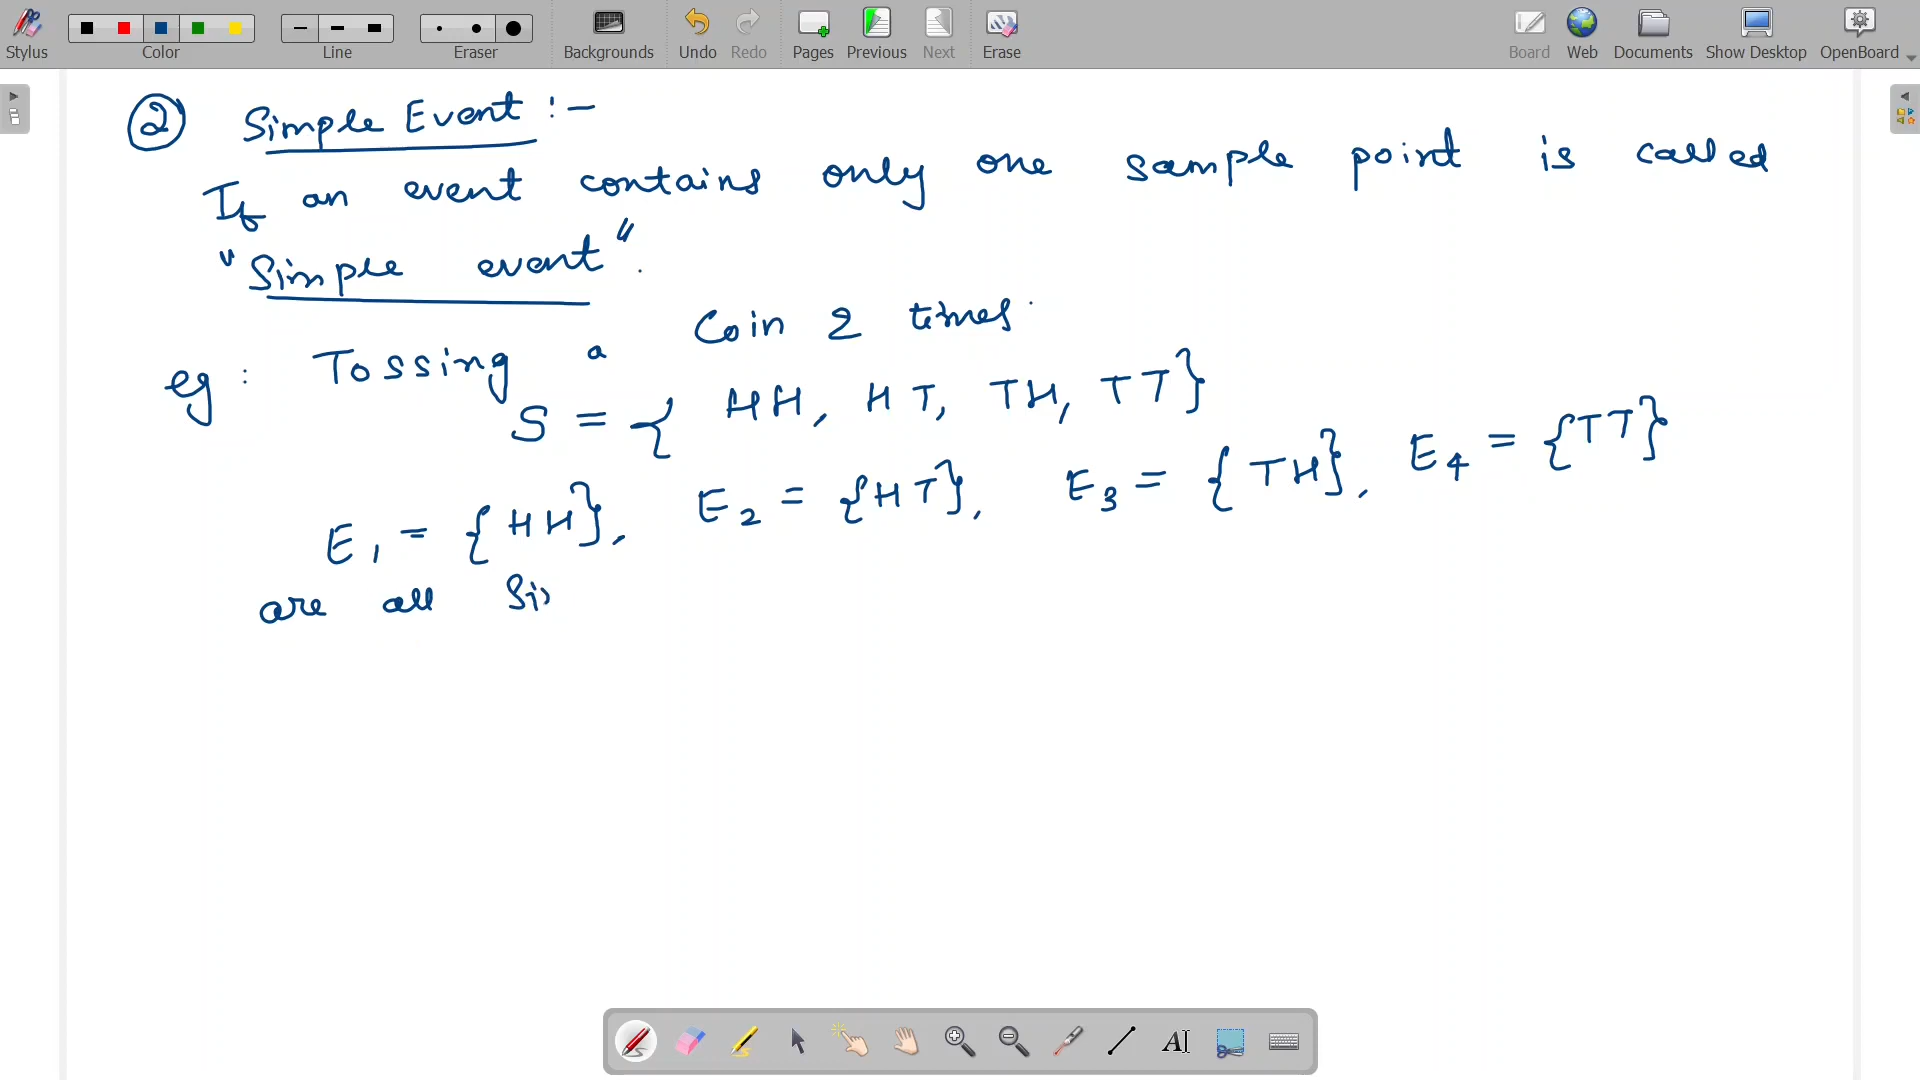 Stylus Color Line Eraser Backgrounds Undo Redo Pages Previous Next Erase Board Web Documents Show Desktop OpenBoard
② Simple Event :-
If an event contains only one sample point is called
"Simple event".
eg : Tossing a Coin 2 times.
S = { HH, HT, TH, TT}
E1 = {HH}, E2 = {HT}, E3 = {TH}, E4 = {TT}
are all Si